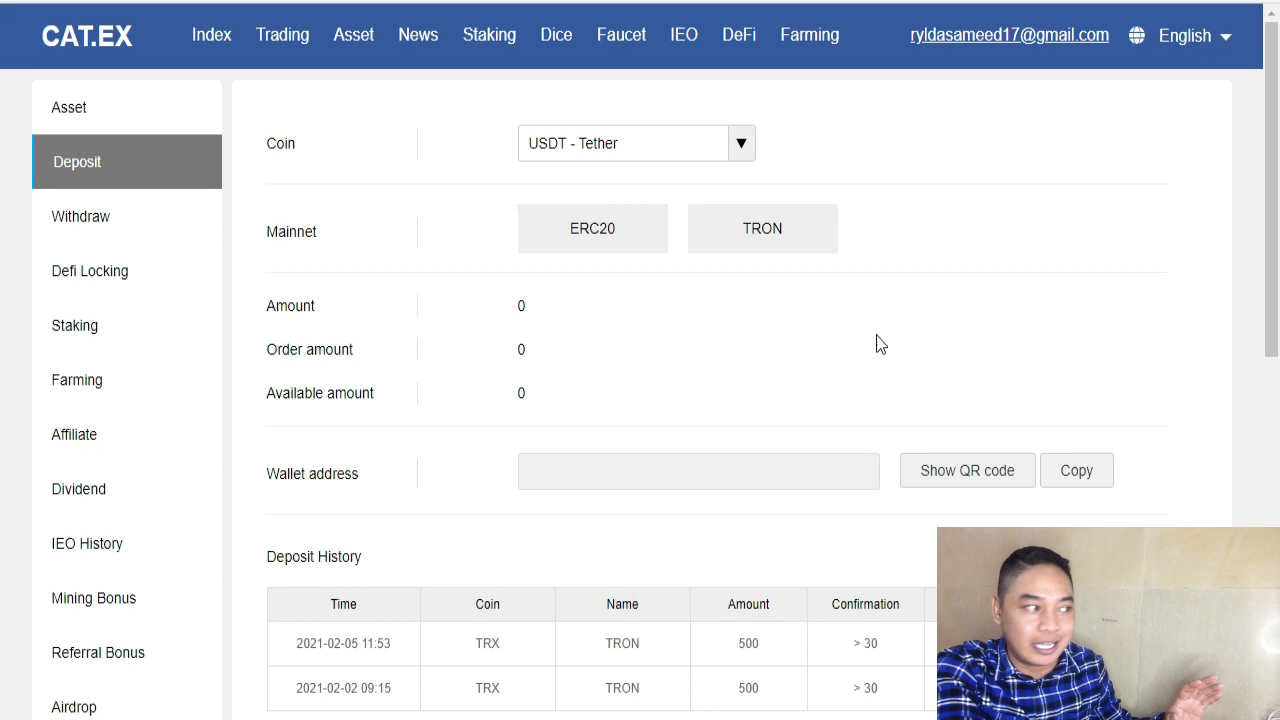 CAT.EX Index Trading Asset News Staking Dice Faucet IEO DeFi Farming ryldasameed17@gmail.com English
Asset
Deposit
Withdraw
Defi Locking
Staking
Farming
Affiliate
Dividend
IEO History
Mining Bonus
Referral Bonus
Airdrop
Coin USDT - Tether
Mainnet ERC20 TRON
Amount 0
Order amount 0
Available amount 0
Wallet address Show QR code Copy
Deposit History
Time Coin Name Amount Confirmation
2021-02-05 11:53 TRX TRON 500 > 30
2021-02-02 09:15 TRX TRON 500 > 30